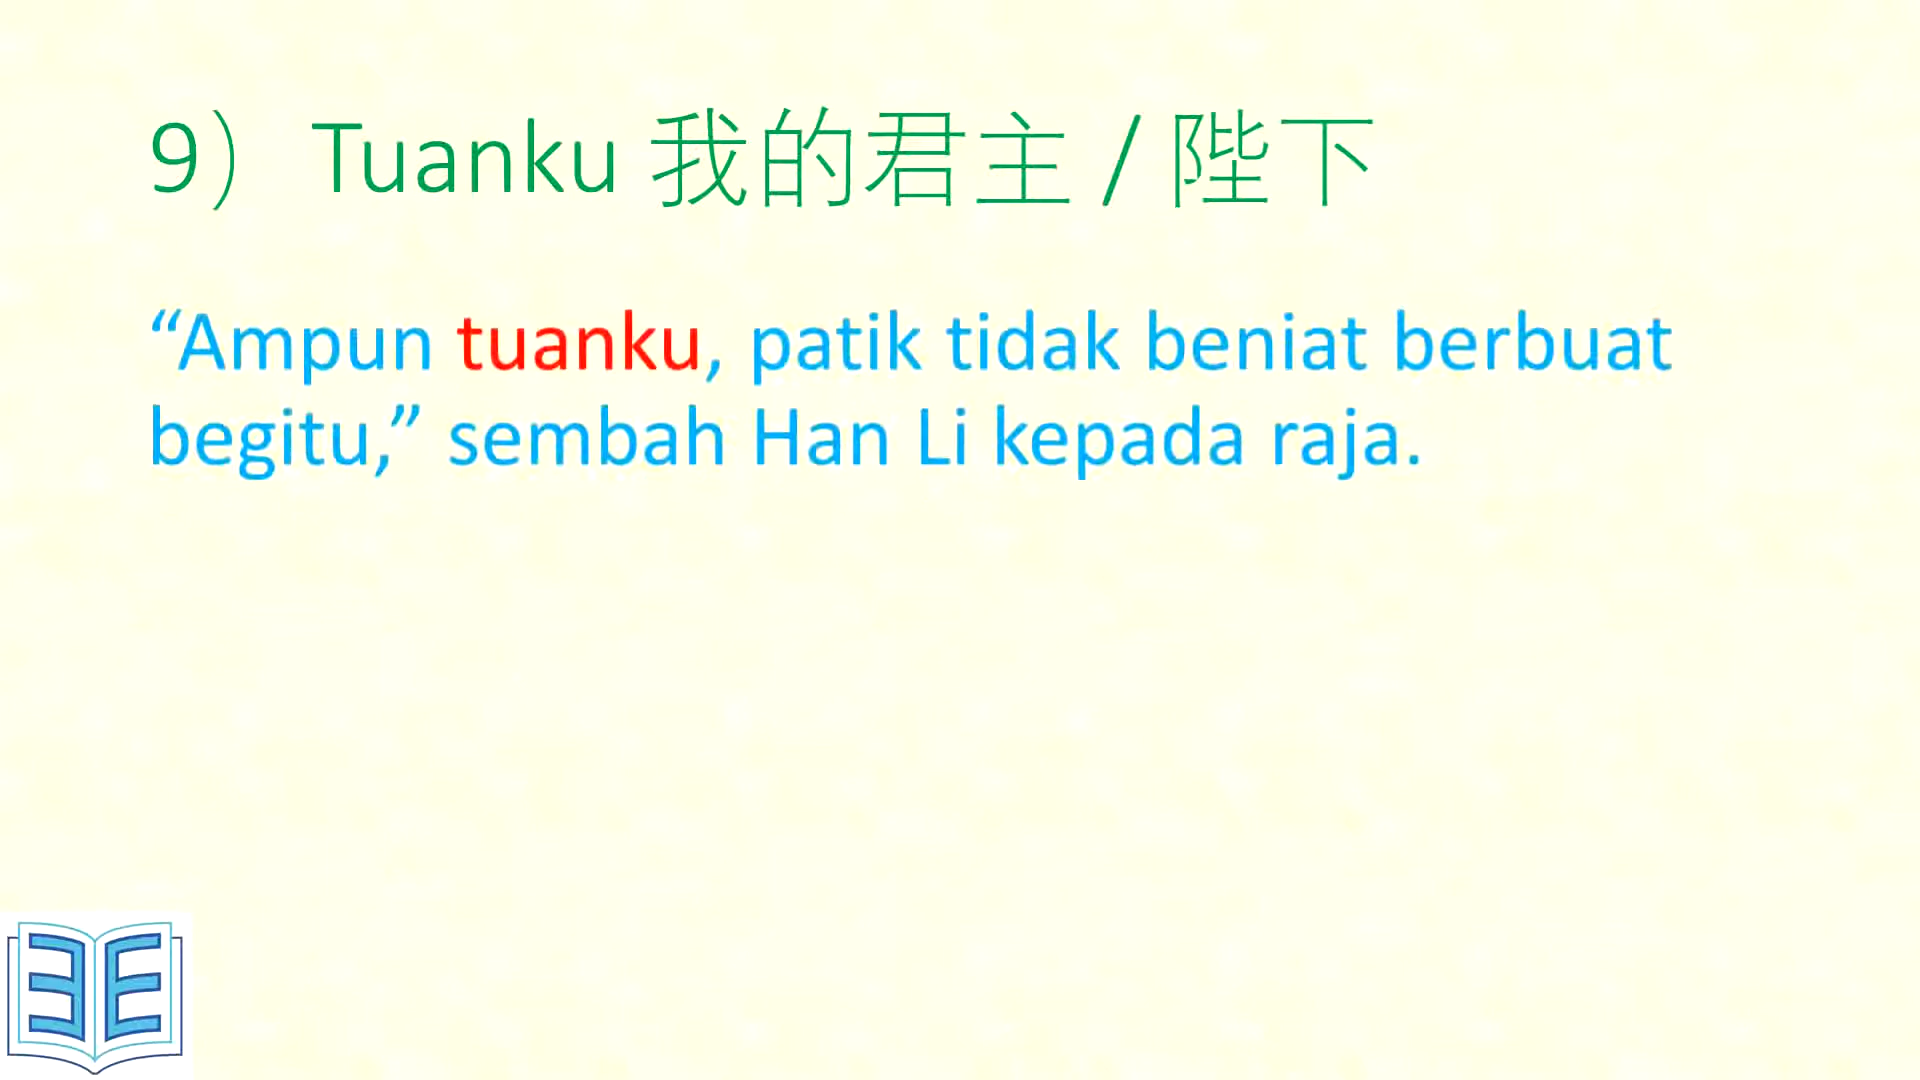 9） Tuanku 我的君主 / 陛下
“Ampun tuanku, patik tidak beniat berbuat
begitu,” sembah Han Li kepada raja.